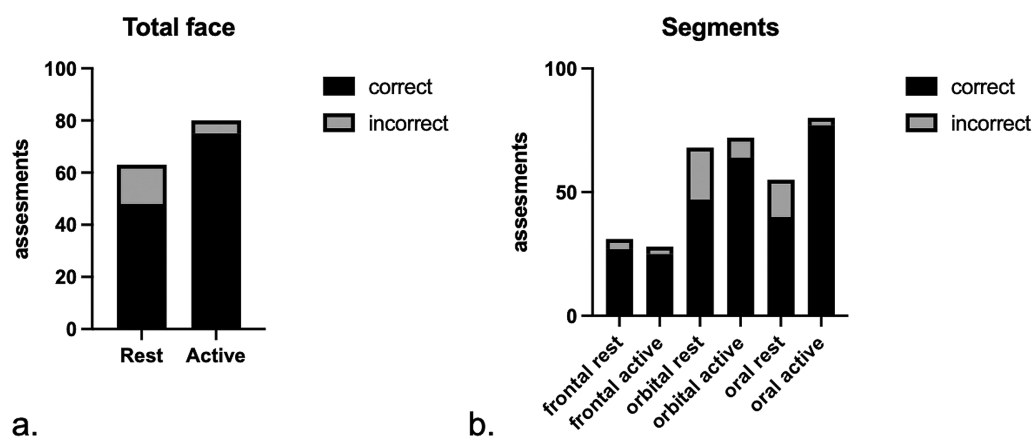 Total face
100
80
60
40
20
0
assesments
Rest Active
correct
incorrect
a.
Segments
100
50
0
assesments
frontal rest
frontal active
orbital rest
orbital active
oral rest
oral active
correct
incorrect
b.